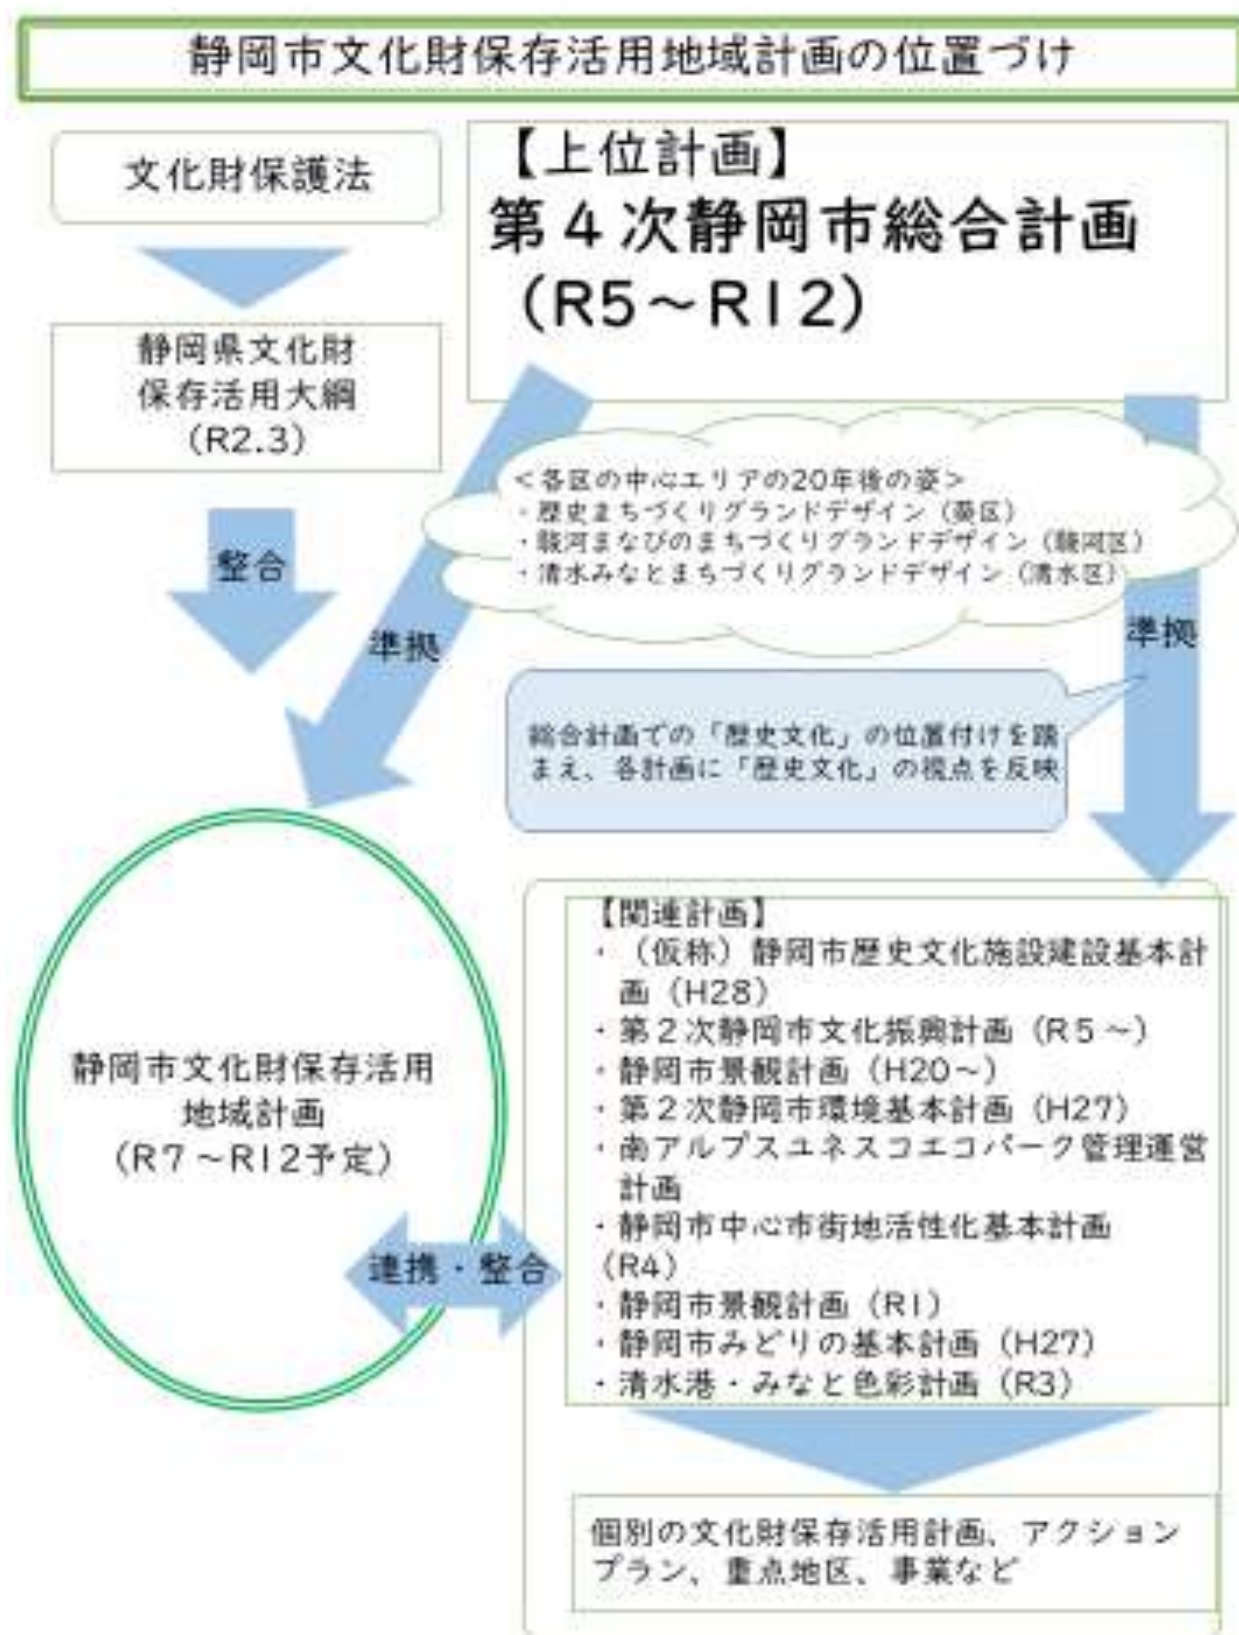 静岡市文化財保存活用地域計画の位置づけ
文化財保護法
静岡県文化財
保存活用大綱
(R2.3)
整合
【上位計画】
第4次静岡市総合計画
(R5～R12)
準拠
<各区の中心エリアの20年後の姿>
・歴史まちづくりグランドデザイン(葵区)
・駿河まなびのまちづくりグランドデザイン(駿河区)
・清水みなとまちづくりグランドデザイン(清水区)
準拠
総合計画での「歴史文化」の位置付けを踏
まえ、各計画に「歴史文化」の視点を反映
静岡市文化財保存活用
地域計画
(R7～R12予定)
連携・整合
【関連計画】
・(仮称)静岡市歴史文化施設建設基本計
画(H28)
・第2次静岡市文化振興計画(R5～)
・静岡市景観計画(H20～)
・第2次静岡市環境基本計画(H27)
・南アルプスユネスコエコパーク管理運営
計画
・静岡市中心市街地活性化基本計画
(R4)
・静岡市景観計画(R1)
・静岡市みどりの基本計画(H27)
・清水港・みなと色彩計画(R3)
個別の文化財保存活用計画、アクション
プラン、重点地区、事業など